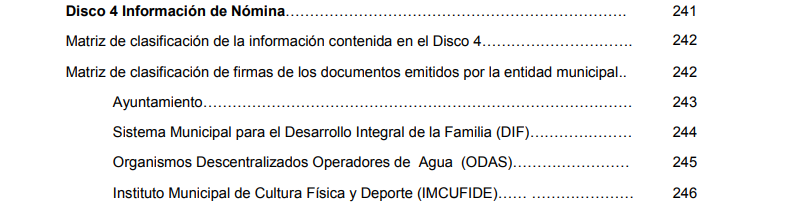 Disco 4 Información de Nómina…………………………………………………………………… 241
Matriz de clasificación de la información contenida en el Disco 4…………………………. 242
Matriz de clasificación de firmas de los documentos emitidos por la entidad municipal.. 242
Ayuntamiento…………………………………………………………………………………… 243
Sistema Municipal para el Desarrollo Integral de la Familia (DIF)………………… 244
Organismos Descentralizados Operadores de Agua (ODAS)…………………… 245
Instituto Municipal de Cultura Física y Deporte (IMCUFIDE)…… ………………… 246